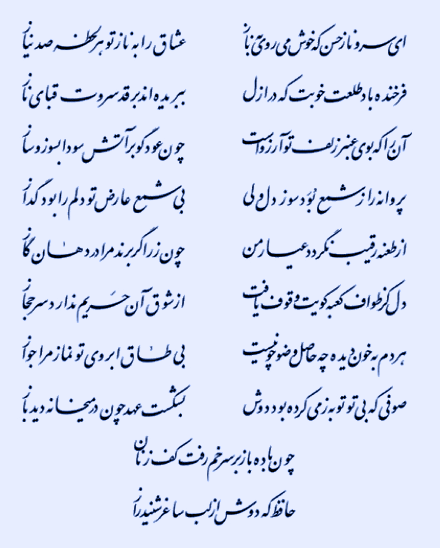 ای سرو ناز حسن که خوش می روی بناز عشاق را به ناز تو هر لحظه صد نیاز
فرخنده باد طلعت خوبت که در ازل ببریده اند بر قد سروت قبای ناز
آن را که بوی عنبر زلف تو آرزوست چون عود گو بر آتش سودا بسوز و ساز
پروانه را ز شمع بود سوز دل ولی بی شمع عارض تو دلم را بود گداز
از طعنه رقیب نگردد عیار من چون زر اگر برند مرا در دهان گاز
دل کز طواف کعبه کویت وقوف یافت از شوق آن حریم ندارد سر حجاز
هر دم به خون دیده چه حاصل وضو چو نیست بی طاق ابروی تو نماز مرا جواز
صوفی که بی تو توبه ز می کرده بود دوش بشکست عهد چون در میخانه دید باز
چون باده باز بر سر خم رفت کف زنان
حافظ که دوش از لب ساغر شنید راز